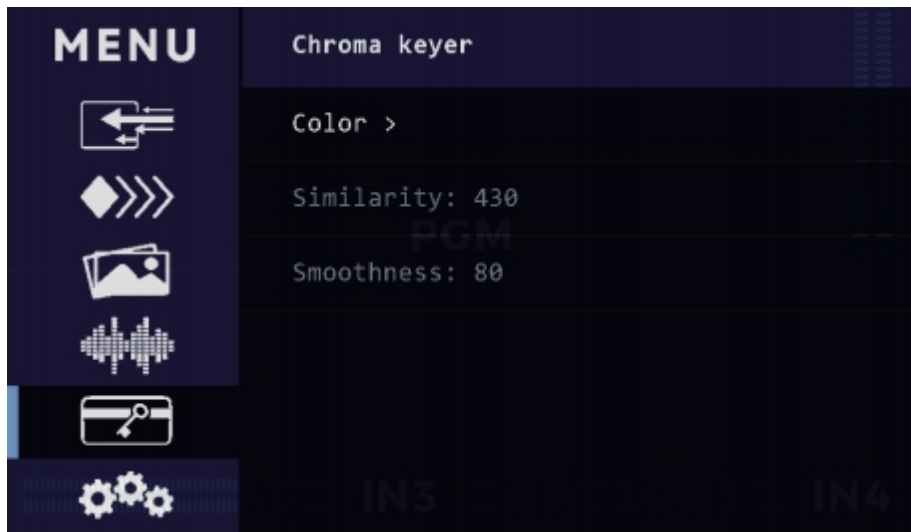 MENU
Chroma keyer
Color >
Similarity: 430
PGM
Smoothness: 80
IN3
IN4